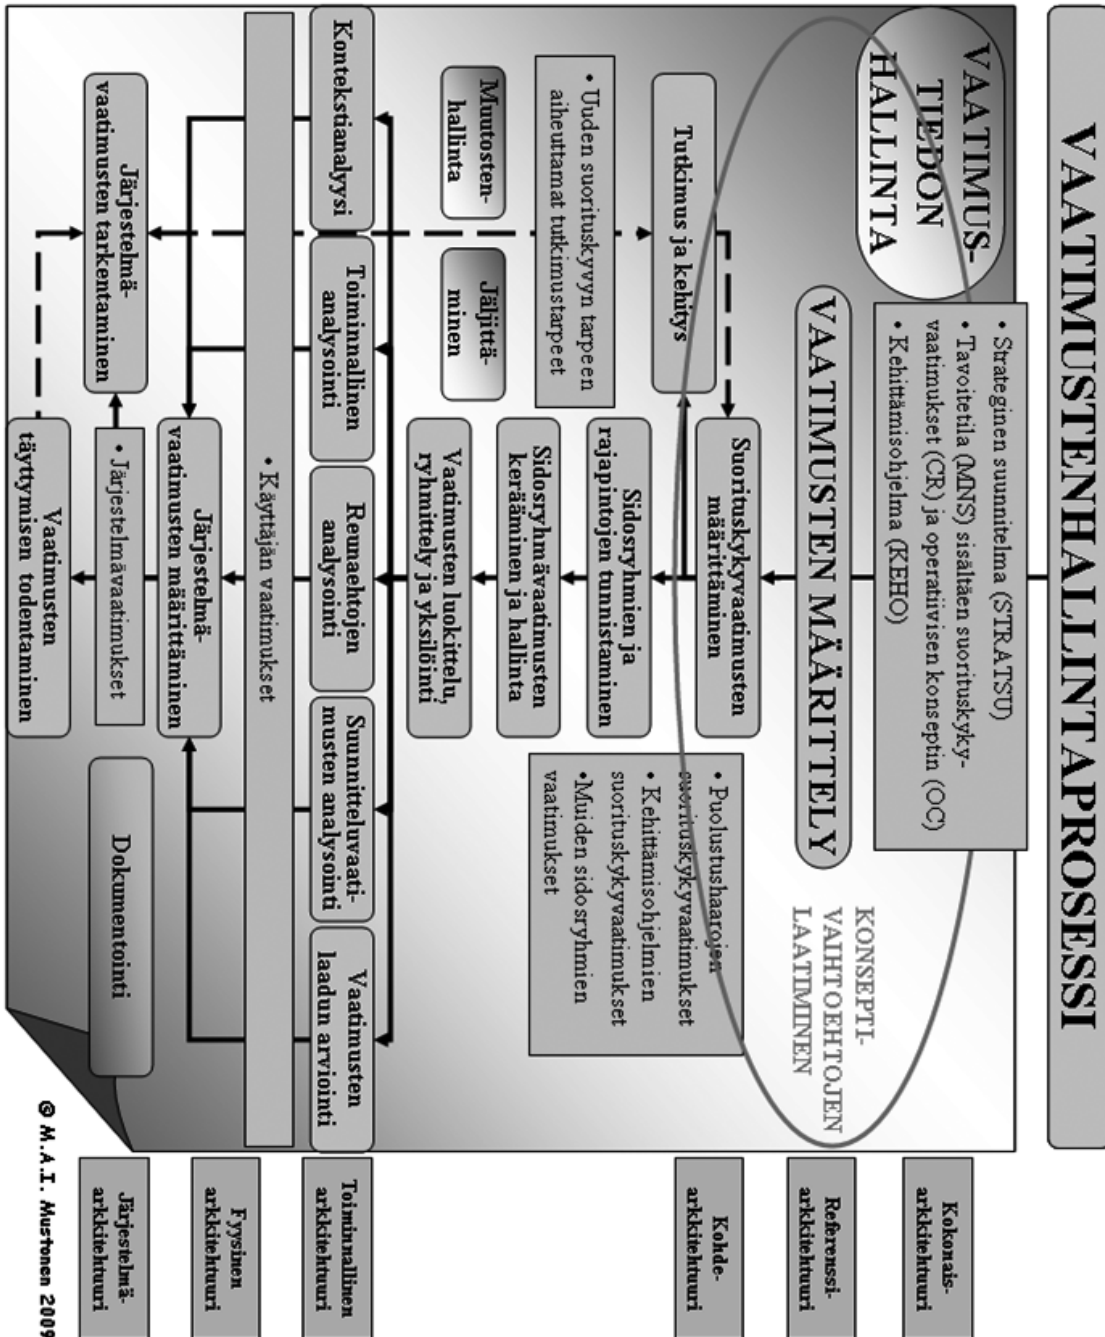 VAATIMUSTENHALLINTAPROSESSI
VAATIMUS-
TIEDON
HALLINTA
• Strateginen suunnitelma (STRATSU)
• Tavoitetila (MNS) sisältäen suorituskyky-
vaatimukset (CR) ja operatiivisen konseptin (OC)
• Kehittämisohjelma (KEHO)
Kokonais-
arkkitehtuuri
VAATIMUSTEN MÄÄRITTELY
KONSEPTI-
VAIHTOEHTOJEN
LAATIMINEN
Referenssi-
arkkitehtuuri
Tutkimus ja kehitys
Suorituskykyvaatimusten
määrittäminen
Kohde-
arkkitehtuuri
• Uuden suorituskyvyn tarpeen
aiheuttamat tutkimustarpeet
Sidosryhmien ja
rajapintojen tunnistaminen
• Puolustushaarojen
suorituskykyvaatimukset
• Kehittämisohjelmien
suorituskykyvaatimukset
•Muiden sidosryhmien
vaatimukset
Muutosten-
hallinta
Jäljittä-
minen
Sidosryhmävaatimusten
kerääminen ja hallinta
Vaatimusten luokittelu,
ryhmittely ja yksilöinti
Kontekstianalyysi
Toiminnallinen
analysointi
Reunaehtojen
analysointi
Suunnitteluvaati-
musten analysointi
Vaatimusten
laadun arviointi
Toiminnallinen
arkkitehtuuri
• Käyttäjän vaatimukset
Fyysinen
arkkitehtuuri
Järjestelmä-
vaatimusten tarkentaminen
Järjestelmä-
vaatimusten määrittäminen
• Järjestelmävaatimukset
Dokumentointi
Järjestelmä-
arkkitehtuuri
Vaatimusten
täyttymisen todentaminen
© M.A.I. Mustonen 2009